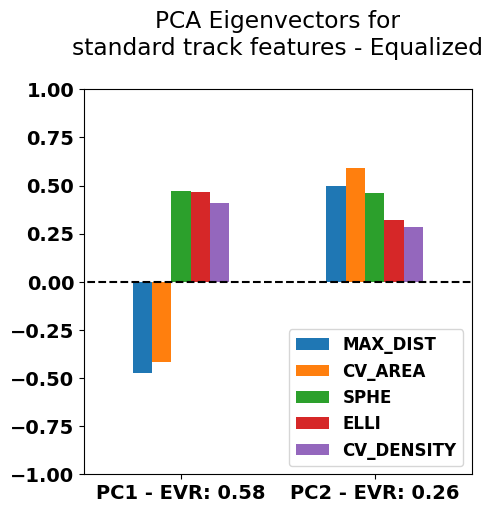 PCA Eigenvectors for
standard track features - Equalized
1.00
0.75
0.50
0.25
0.00
−0.25
−0.50
−0.75
−1.00
MAX_DIST
CV_AREA
SPHE
ELLI
CV_DENSITY
PC1 - EVR: 0.58
PC2 - EVR: 0.26